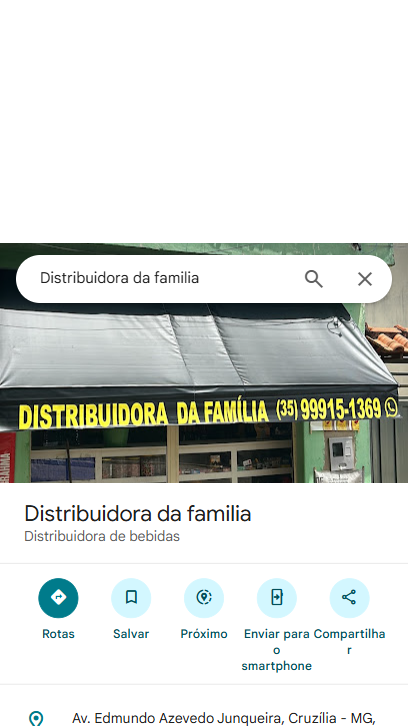 Distribuidora da familia
DISTRIBUIDORA DA FAMÍLIA (35) 99915-1369
BRAHMA
Distribuidora da familia
Distribuidora de bebidas
Rotas
Salvar
Próximo
Enviar para o smartphone
Compartilhar
Av. Edmundo Azevedo Junqueira, Cruzília - MG,